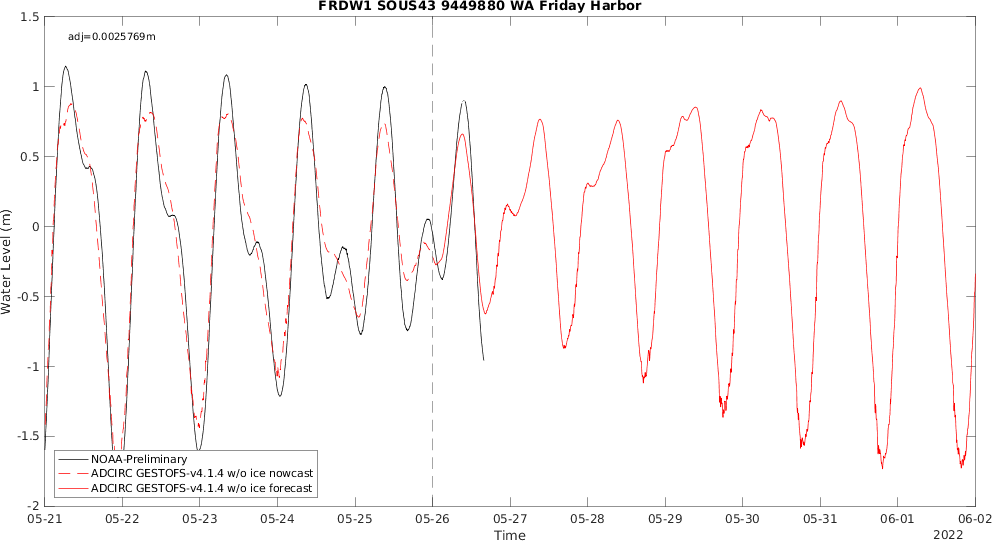 FRDW1 SOUS43 9449880 WA Friday Harbor
adj=0.0025769m
1.5
1
0.5
0
-0.5
-1
-1.5
-2
Water Level (m)
NOAA-Preliminary
ADCIRC GESTOFS-v4.1.4 w/o ice nowcast
ADCIRC GESTOFS-v4.1.4 w/o ice forecast
05-21 05-22 05-23 05-24 05-25 05-26 05-27 05-28 05-29 05-30 05-31 06-01 06-02
Time
2022